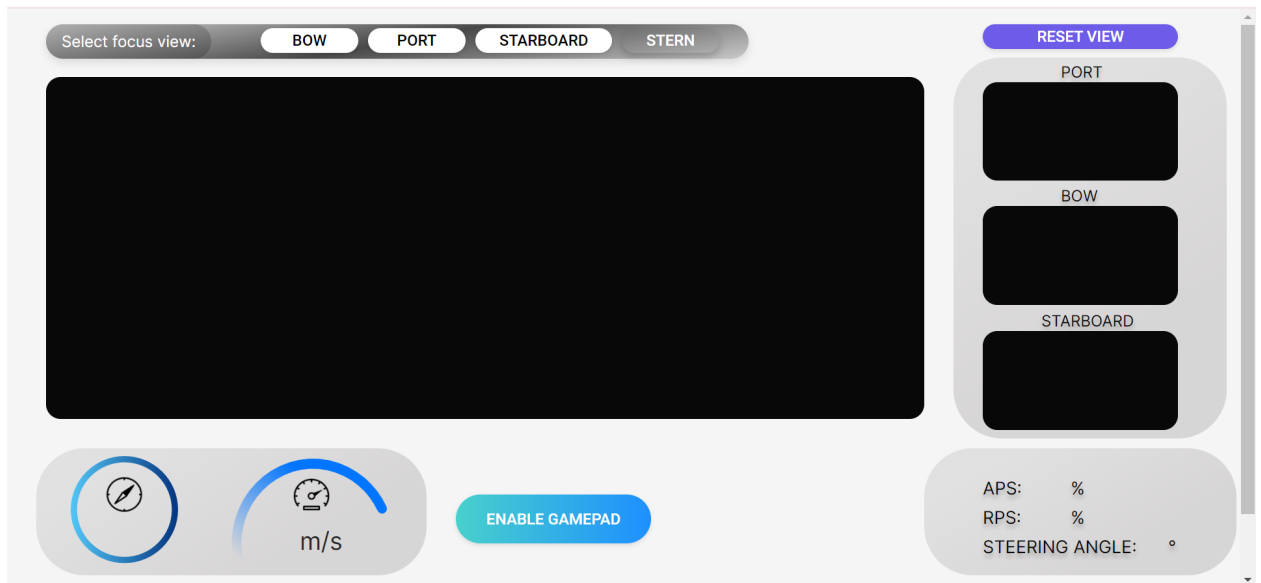 Select focus view: BOW PORT STARBOARD STERN
RESET VIEW
PORT
BOW
STARBOARD
m/s
ENABLE GAMEPAD
APS: %
RPS: %
STEERING ANGLE: °